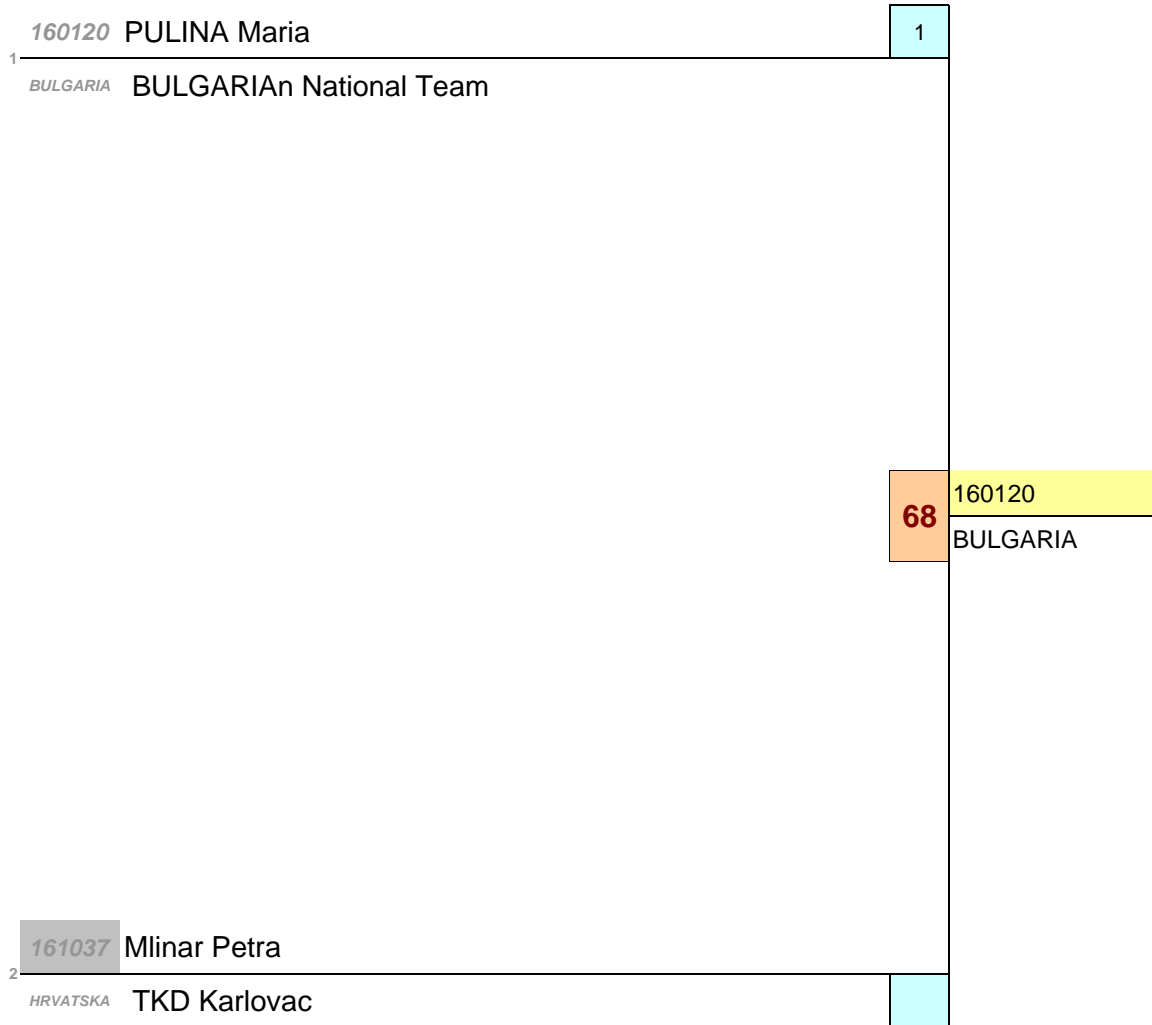 160120 PULINA Maria 1
1
BULGARIA BULGARIAn National Team
68 160120
BULGARIA
161037 Mlinar Petra
2
HRVATSKA TKD Karlovac